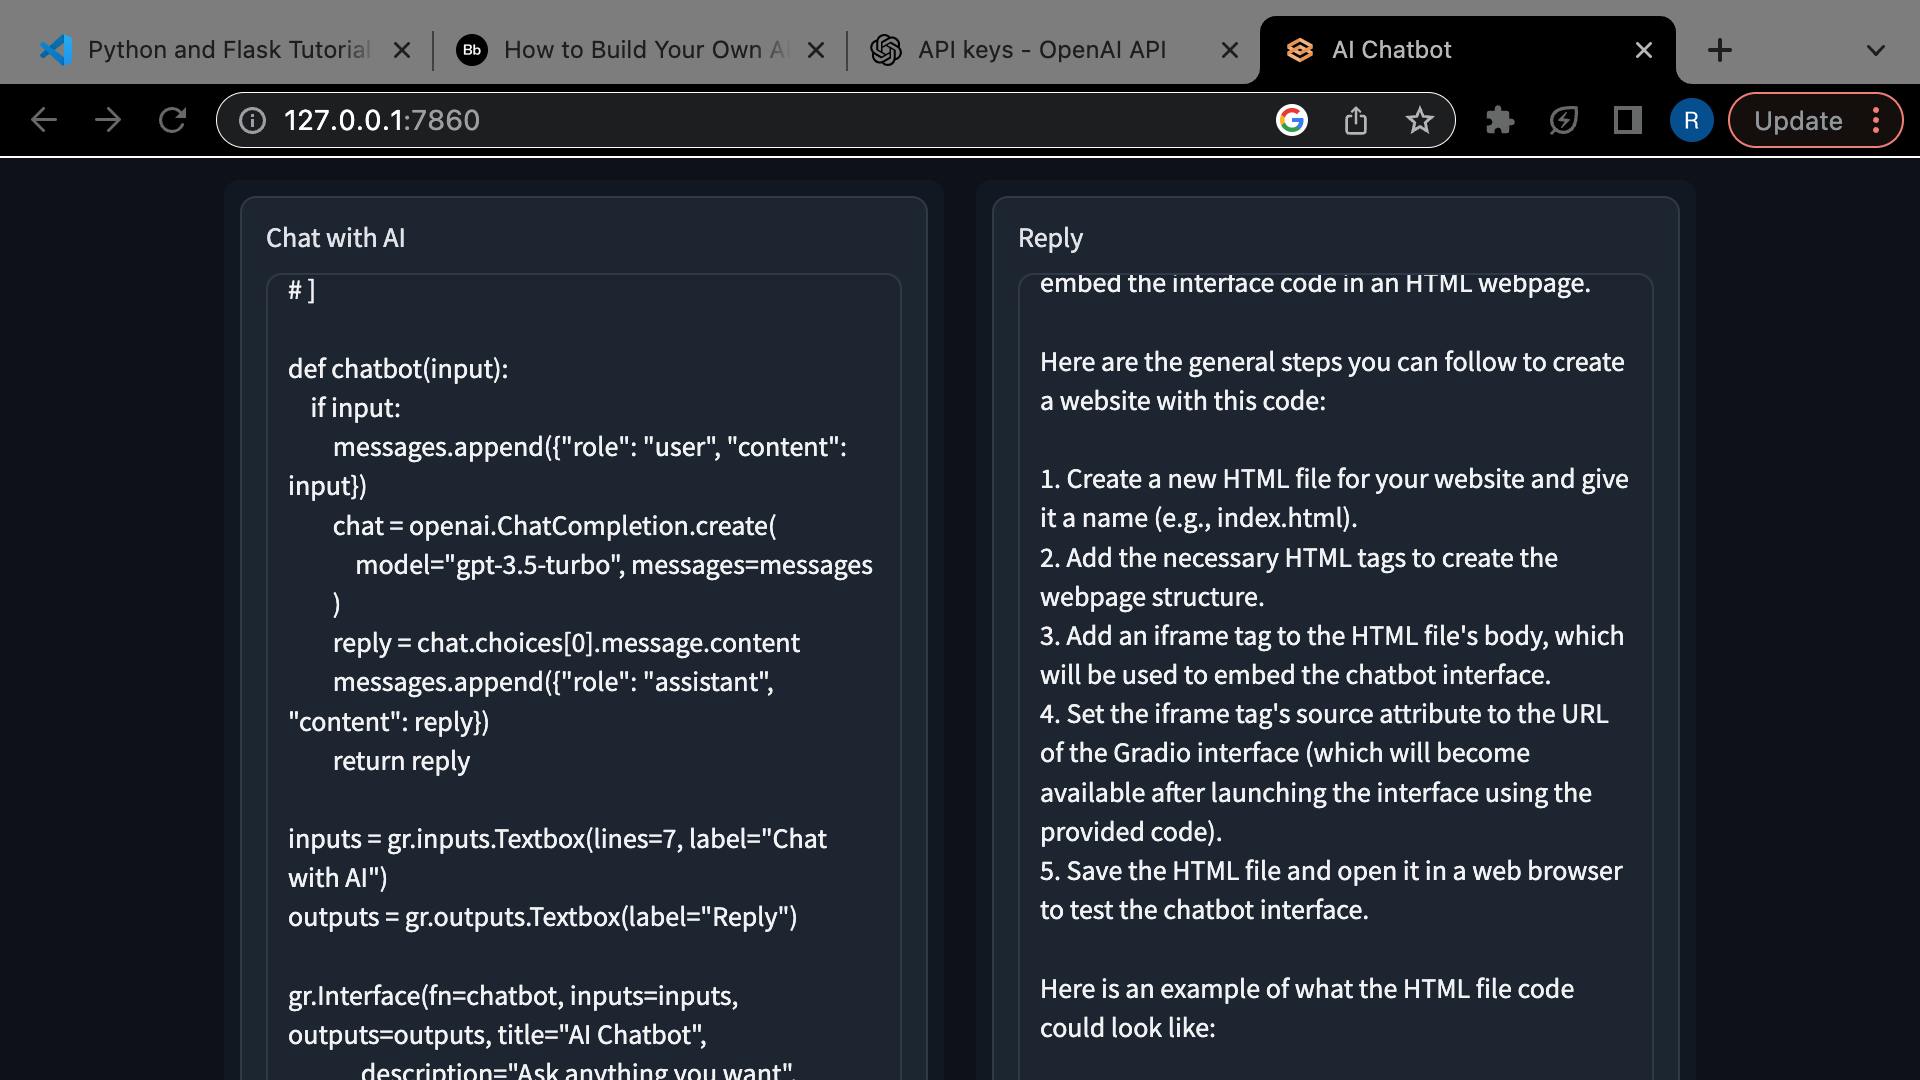 Python and Flask Tutorial
Bb
How to Build Your Own AI
API keys - OpenAI API
AI Chatbot
127.0.0.1:7860
G
R
Update
Chat with AI
# ]
def chatbot(input):
if input:
messages.append({"role": "user", "content":
input})
chat = openai.ChatCompletion.create(
model="gpt-3.5-turbo", messages=messages
)
reply = chat.choices[0].message.content
messages.append({"role": "assistant",
"content": reply})
return reply
inputs = gr.inputs.Textbox(lines=7, label="Chat
with AI")
outputs = gr.outputs.Textbox(label="Reply")
gr.Interface(fn=chatbot, inputs=inputs,
outputs=outputs, title="AI Chatbot",
description="Ask anything you want",
Reply
embed the interface code in an HTML webpage.
Here are the general steps you can follow to create
a website with this code:
1. Create a new HTML file for your website and give
it a name (e.g., index.html).
2. Add the necessary HTML tags to create the
webpage structure.
3. Add an iframe tag to the HTML file's body, which
will be used to embed the chatbot interface.
4. Set the iframe tag's source attribute to the URL
of the Gradio interface (which will become
available after launching the interface using the
provided code).
5. Save the HTML file and open it in a web browser
to test the chatbot interface.
Here is an example of what the HTML file code
could look like: